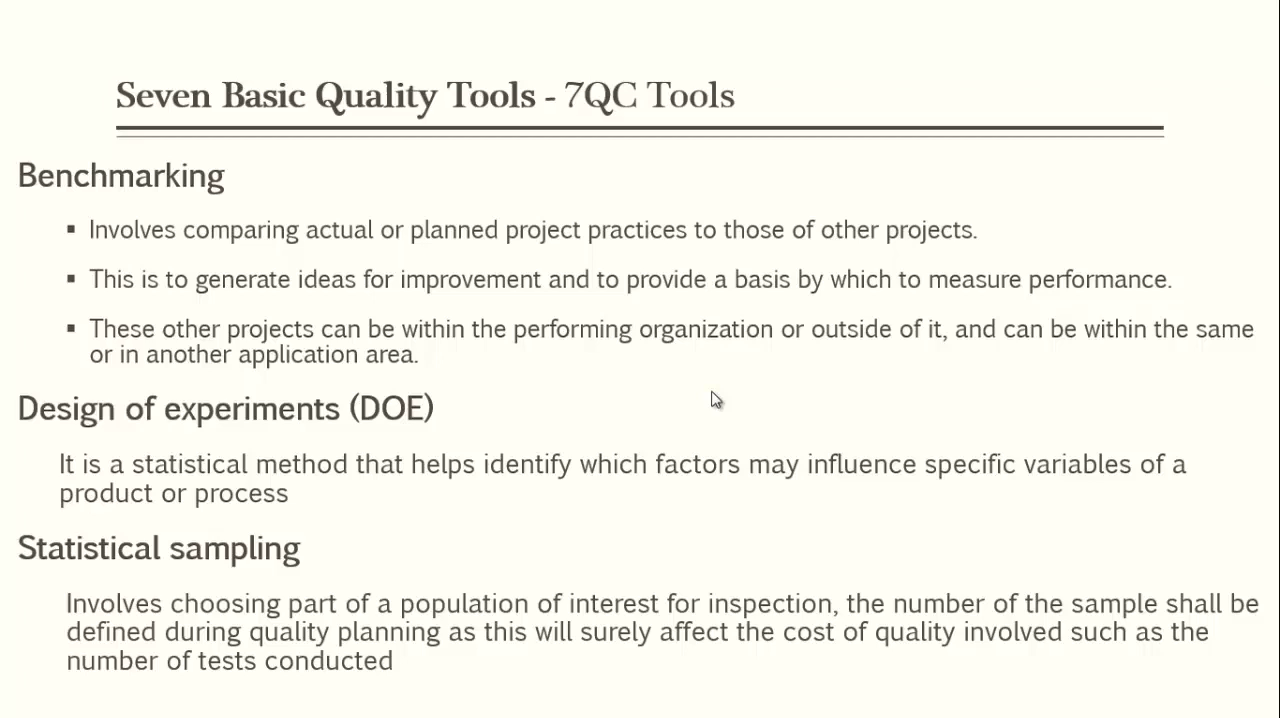 Seven Basic Quality Tools - 7QC Tools
Benchmarking
▪ Involves comparing actual or planned project practices to those of other projects.
▪ This is to generate ideas for improvement and to provide a basis by which to measure performance.
▪ These other projects can be within the performing organization or outside of it, and can be within the same
or in another application area.
Design of experiments (DOE)
It is a statistical method that helps identify which factors may influence specific variables of a
product or process
Statistical sampling
Involves choosing part of a population of interest for inspection, the number of the sample shall be
defined during quality planning as this will surely affect the cost of quality involved such as the
number of tests conducted